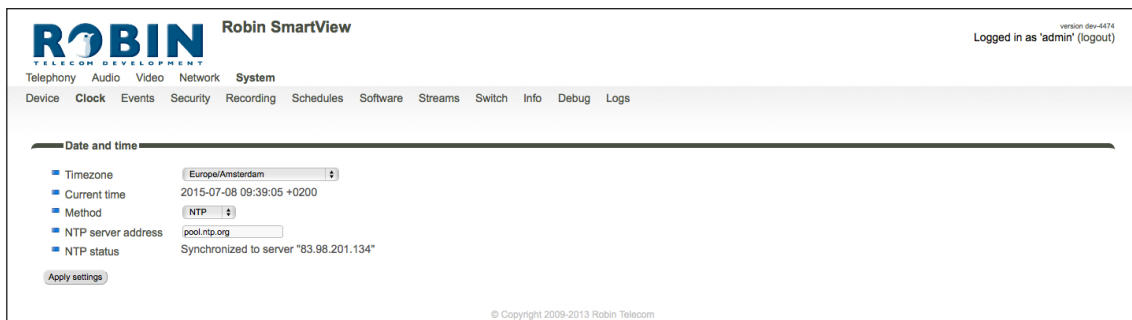 ROBIN
TELECOM DEVELOPMENT
Robin SmartView
version dev-4474
Logged in as 'admin' (logout)
Telephony Audio Video Network System
Device Clock Events Security Recording Schedules Software Streams Switch Info Debug Logs
Date and time
Timezone Europe/Amsterdam
Current time 2015-07-08 09:39:05 +0200
Method NTP
NTP server address pool.ntp.org
NTP status Synchronized to server "83.98.201.134"
Apply settings
© Copyright 2009-2013 Robin Telecom